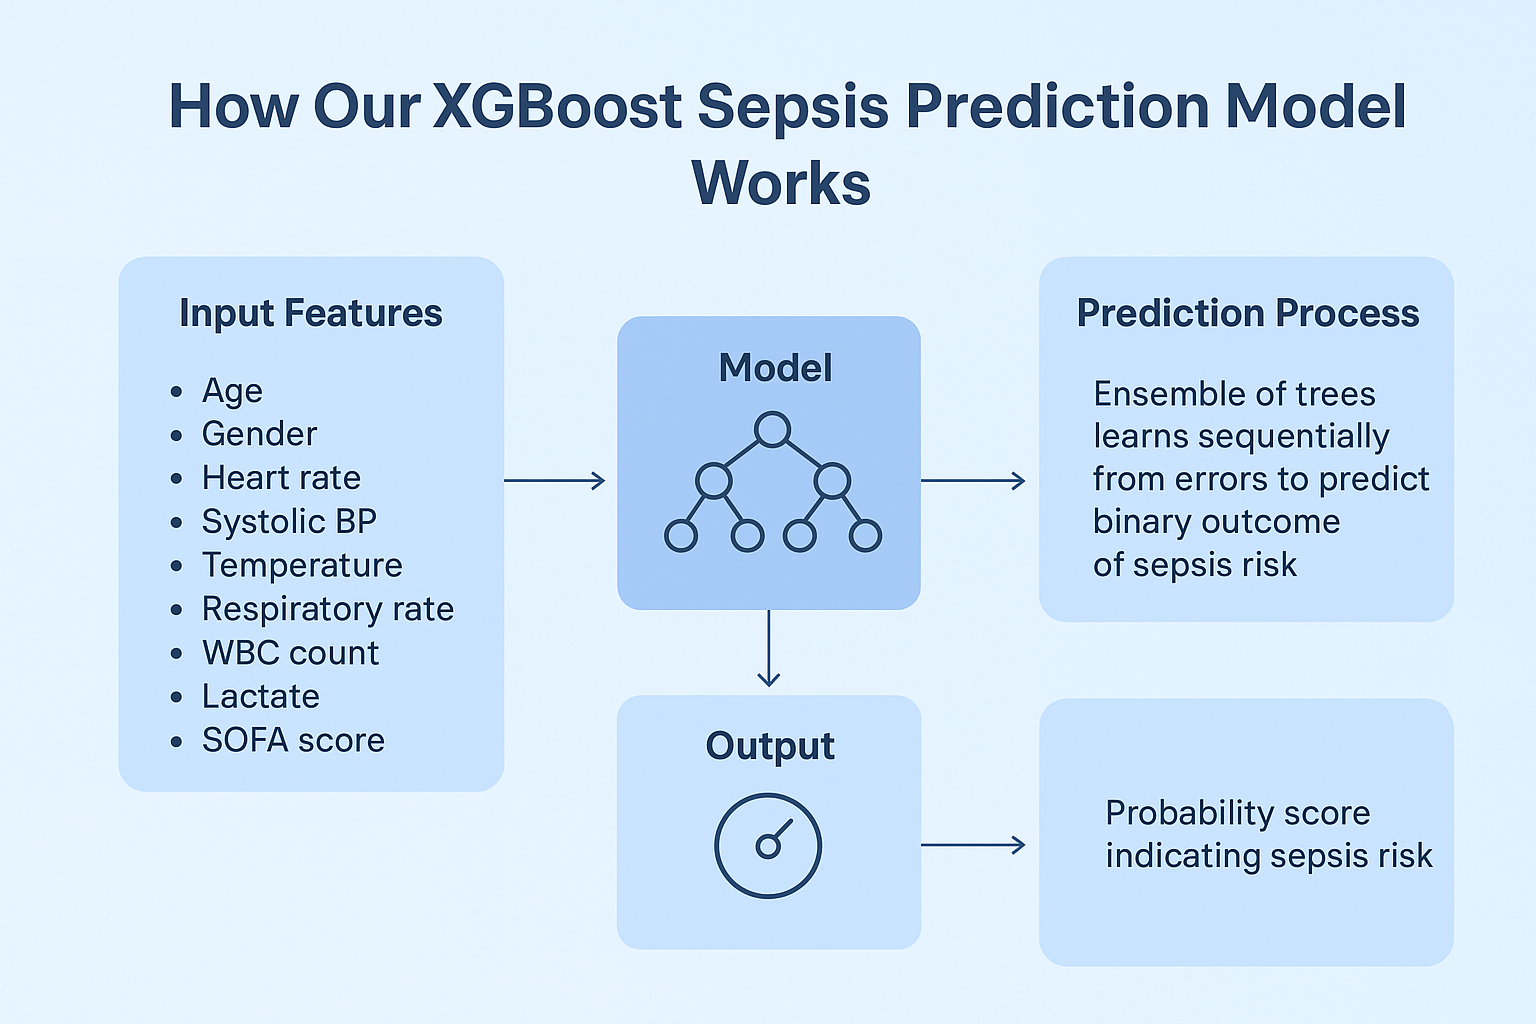 How Our XGBoost Sepsis Prediction Model
Works
Input Features
• Age
• Gender
• Heart rate
• Systolic BP
• Temperature
• Respiratory rate
• WBC count
• Lactate
• SOFA score
Model
Prediction Process
Ensemble of trees
learns sequentially
from errors to predict
binary outcome
of sepsis risk
Output
Probability score
indicating sepsis risk